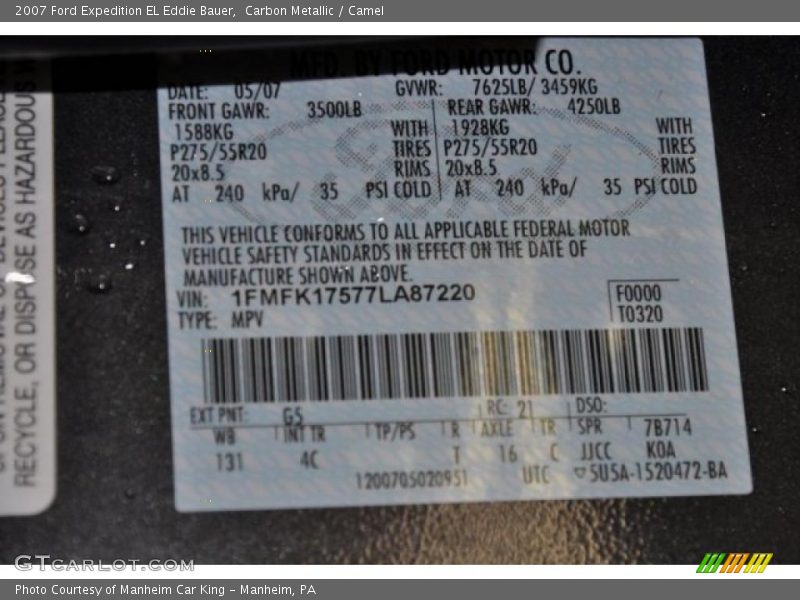 2007 Ford Expedition EL Eddie Bauer,  Carbon Metallic / Camel
MFD. BY FORD MOTOR CO.
DATE: 05/07 GVWR: 7625LB/ 3459KG
FRONT GAWR: 3500LB REAR GAWR: 4250LB
1588KG WITH 1928KG WITH
P275/55R20 TIRES P275/55R20 TIRES
20x8.5 RIMS 20x8.5 RIMS
AT 240 kPa/ 35 PSI COLD AT 240 kPa/ 35 PSI COLD
THIS VEHICLE CONFORMS TO ALL APPLICABLE FEDERAL MOTOR
VEHICLE SAFETY STANDARDS IN EFFECT ON THE DATE OF
MANUFACTURE SHOWN ABOVE.
VIN: 1FMFK17577LA87220 F0000
TYPE: MPV T0320
EXT PNT: G5 RC: 21 DSO:
WB INT TR TP/PS R AXLE TR SPR 7B714
131 4C T 16 C JJCC K0A
1200705020951 UTC 5U5A-1520472-BA
RECYCLE, OR DISPOSE AS HAZARDOUS
Ford
GTCARLOT.COM
Photo Courtesy of Manheim Car King - Manheim, PA